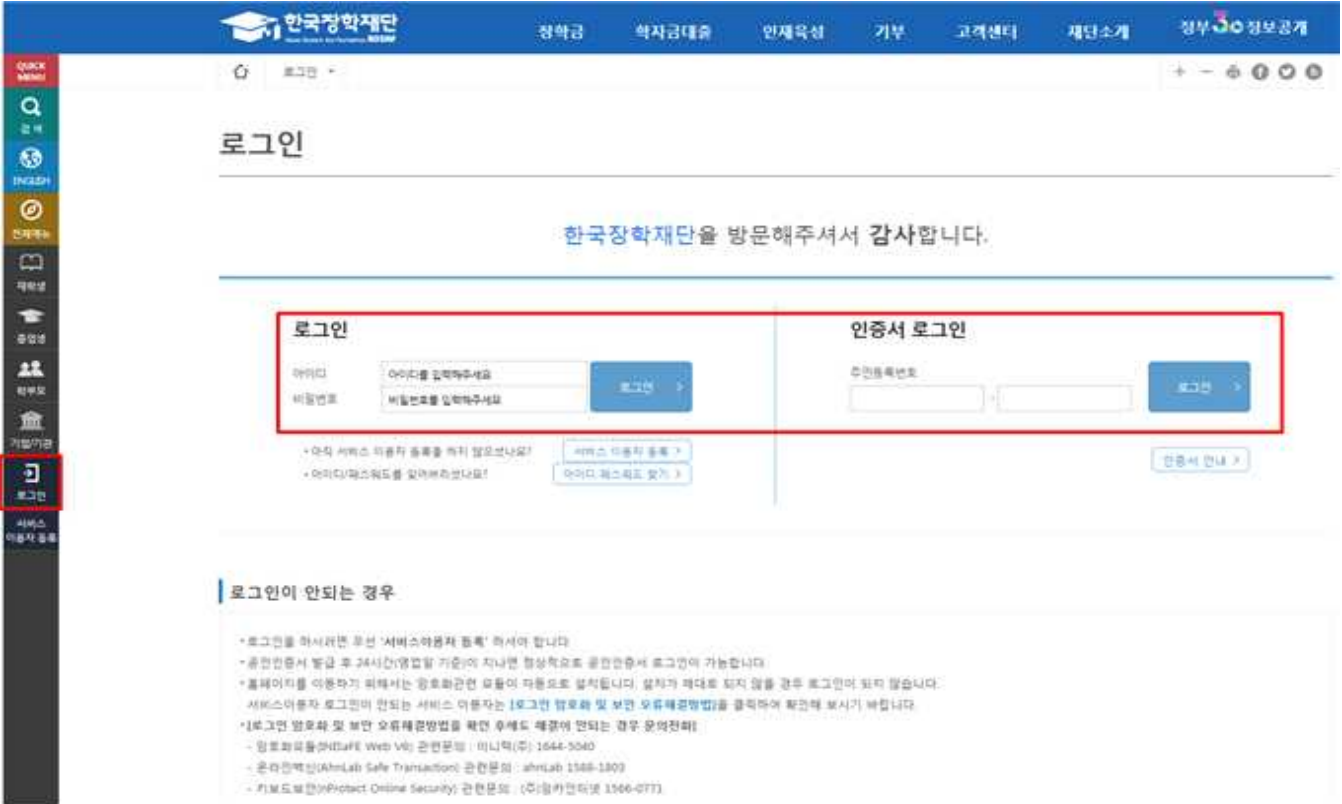 한국장학재단
장학금 학자금대출 인재육성 기부 고객센터 재단소개 정부3.0정보공개
QUICK MENU
로그인
검색
ENGLISH
전체메뉴
재학생
졸업생
학부모
기업/기관
로그인
서비스
이용자 등록
로그인
한국장학재단을 방문해주셔서 감사합니다.
로그인
아이디 아이디를 입력해주세요
비밀번호 비밀번호를 입력해주세요
로그인 >
• 아직 서비스 이용자 등록을 하지 않으셨나요? 서비스 이용자 등록 >
• 아이디/패스워드를 잊어버리셨나요? 아이디 패스워드 찾기 >
인증서 로그인
주민등록번호
-
로그인 >
인증서 안내 >
로그인이 안되는 경우
• 로그인을 하시려면 우선 '서비스이용자 등록' 하셔야 합니다
• 공인인증서 발급 후 24시간(영업일 기준)이 지나면 정상적으로 공인인증서 로그인이 가능합니다.
• 홈페이지를 이용하기 위해서는 암호화관련 모듈이 자동으로 설치됩니다. 설치가 제대로 되지 않을 경우 로그인이 되지 않습니다.
서비스이용자 로그인이 안되는 서비스 이용자는 [로그인 암호화 및 보안 오류해결방법]을 클릭하여 확인해 보시기 바랍니다.
•[로그인 암호화 및 보안 오류해결방법을 확인 후에도 해결이 안되는 경우 문의전화]
- 암호화모듈(INISAFE Web V6) 관련문의 : 이니텍(주) 1644-5040
- 온라인백신(AhnLab Safe Transaction) 관련문의 : ahnLab 1588-1803
- 키보드보안(nProtect Online Security) 관련문의 : (주)잉카인터넷 1566-0771